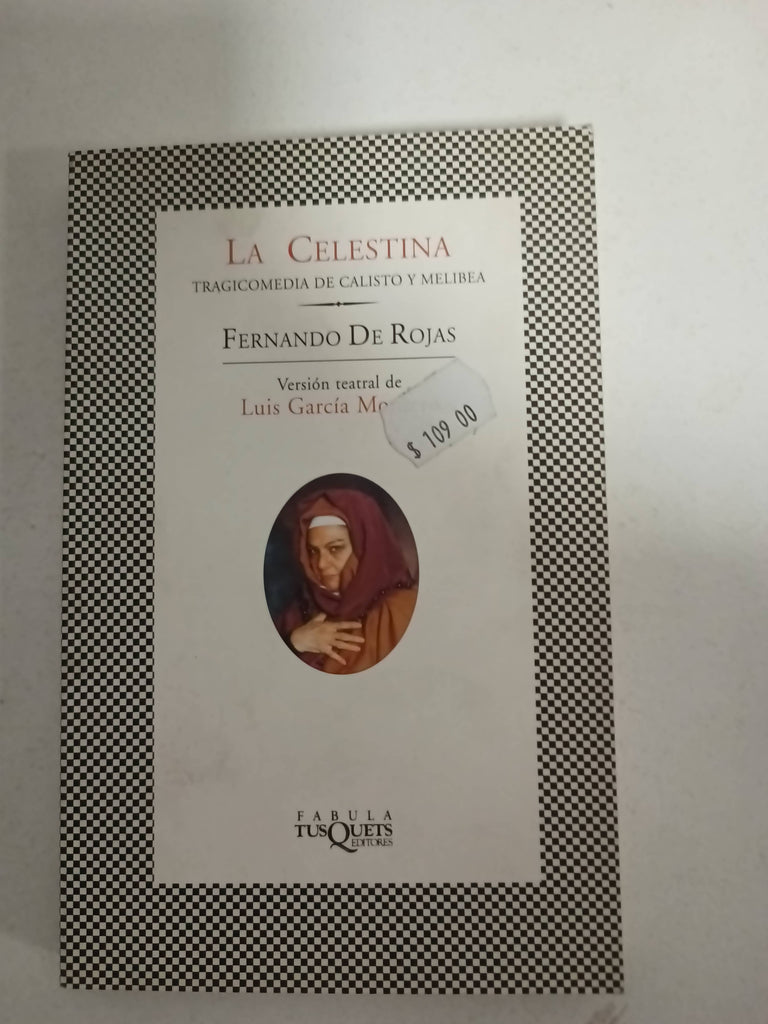 LA CELESTINA
TRAGICOMEDIA DE CALISTO Y MELIBEA
FERNANDO DE ROJAS
Versión teatral de
Luis García
$ 109 00
FABULA
TUSQUETS
EDITORES